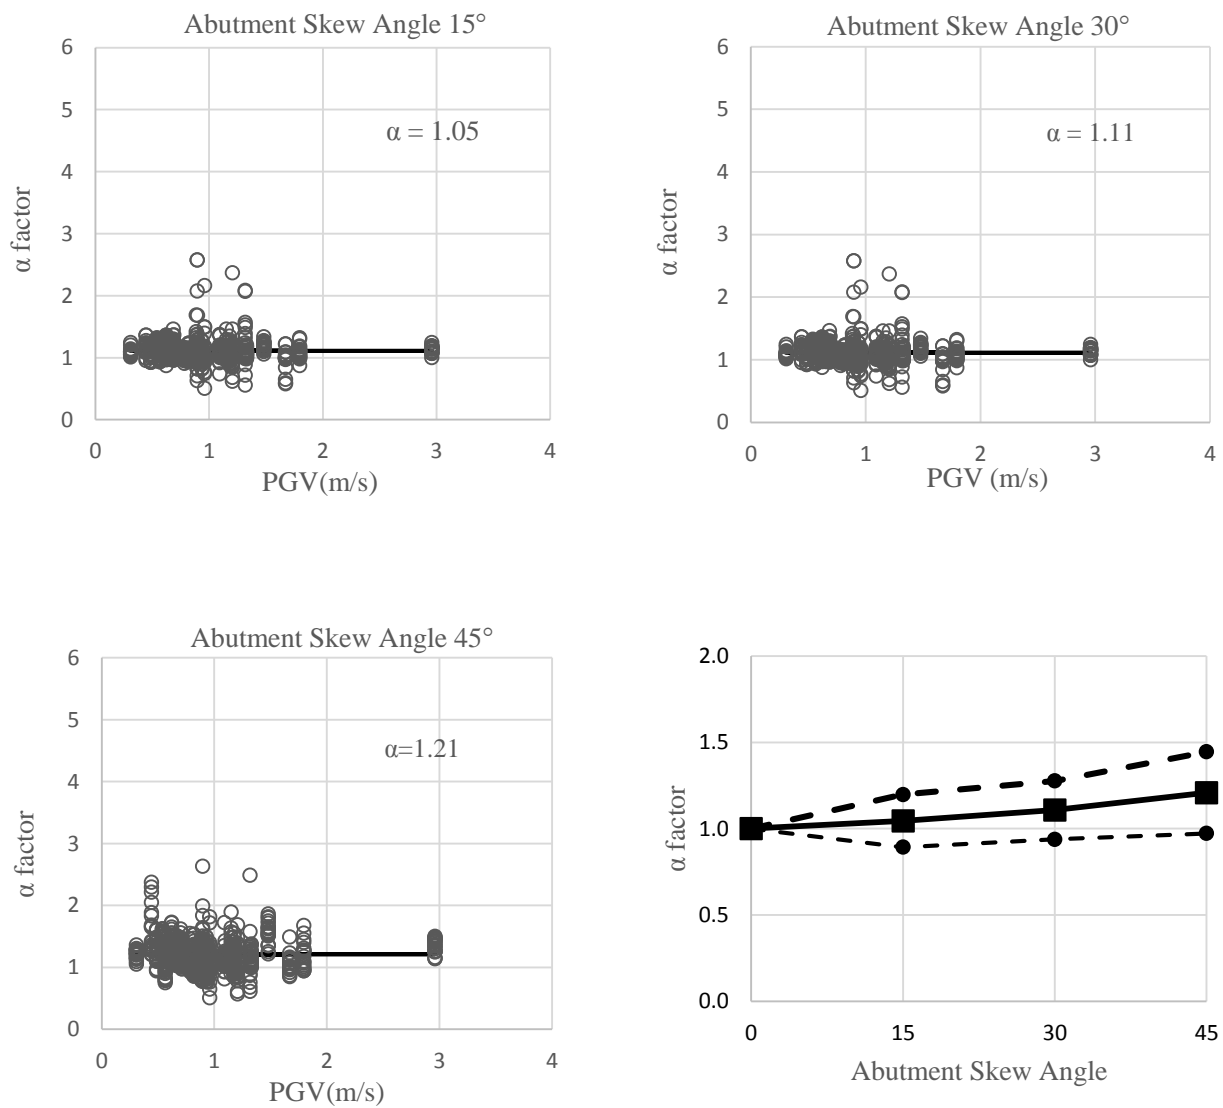 Abutment Skew Angle 15°
6
5
4
3
2
1
0
α factor
α = 1.05
0 1 2 3 4
PGV(m/s)
Abutment Skew Angle 30°
6
5
4
3
2
1
0
α factor
α = 1.11
0 1 2 3 4
PGV (m/s)
Abutment Skew Angle 45°
6
5
4
3
2
1
0
α factor
α=1.21
0 1 2 3 4
PGV(m/s)
2.0
1.5
1.0
0.5
0.0
α factor
0 15 30 45
Abutment Skew Angle